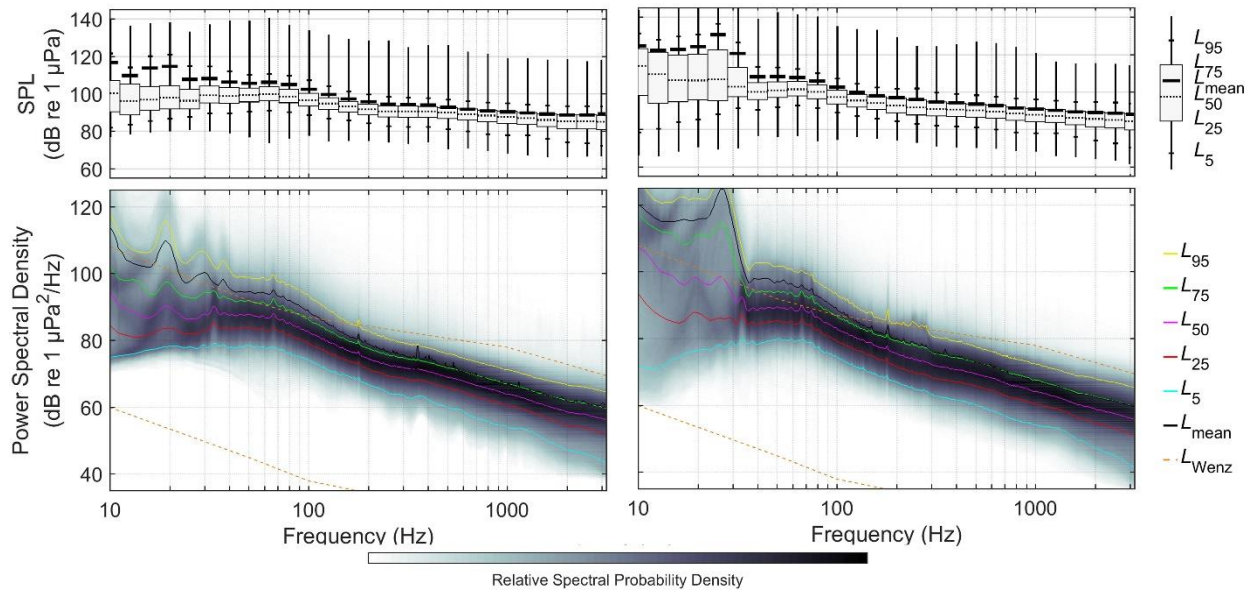 140
120
100
80
60
SPL
(dB re 1 µPa)
L95
L75
Lmean
L50
L25
L5
120
100
80
60
40
Power Spectral Density
(dB re 1 µPa²/Hz)
10 100 1000
Frequency (Hz)
10 100 1000
Frequency (Hz)
L95
L75
L50
L25
L5
Lmean
LWenz
Relative Spectral Probability Density